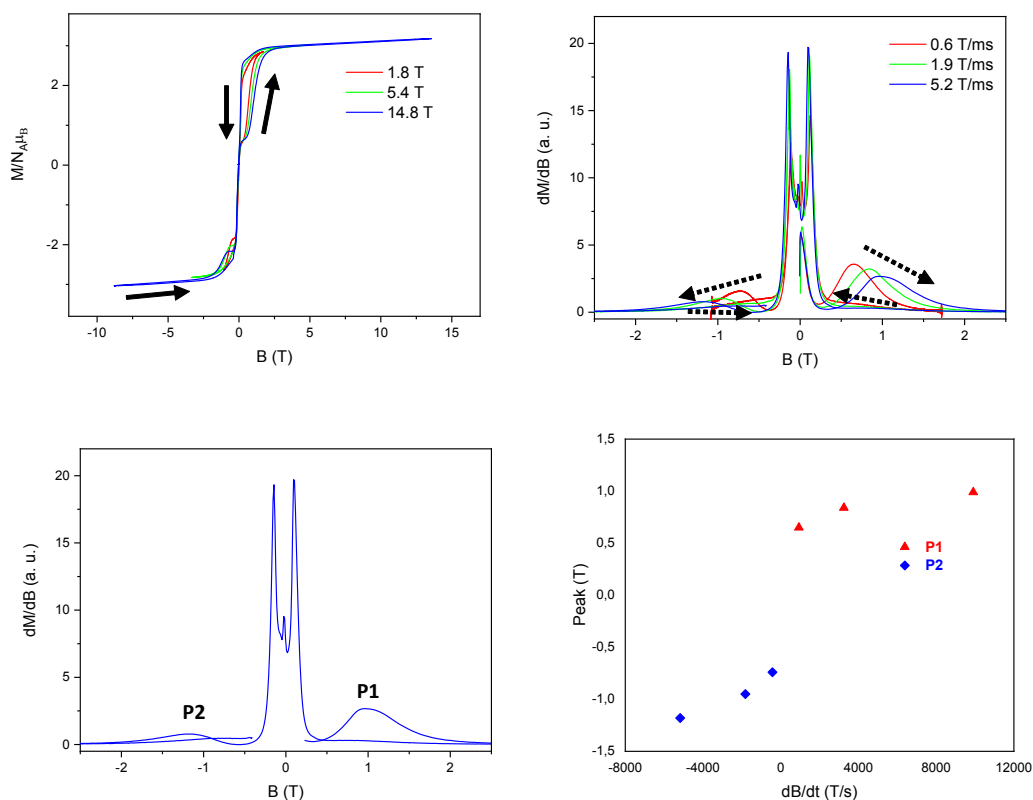 2
0
-2
M/N_Aμ_B
-10
-5
0
5
10
15
B (T)
1.8 T
5.4 T
14.8 T
20
15
10
5
0
dM/dB (a. u.)
-2
-1
0
1
2
B (T)
0.6 T/ms
1.9 T/ms
5.2 T/ms
20
15
10
5
0
dM/dB (a. u.)
P2
P1
-2
-1
0
1
2
B (T)
1,5
1,0
0,5
0,0
-0,5
-1,0
-1,5
Peak (T)
P1
P2
-8000
-4000
0
4000
8000
12000
dB/dt (T/s)